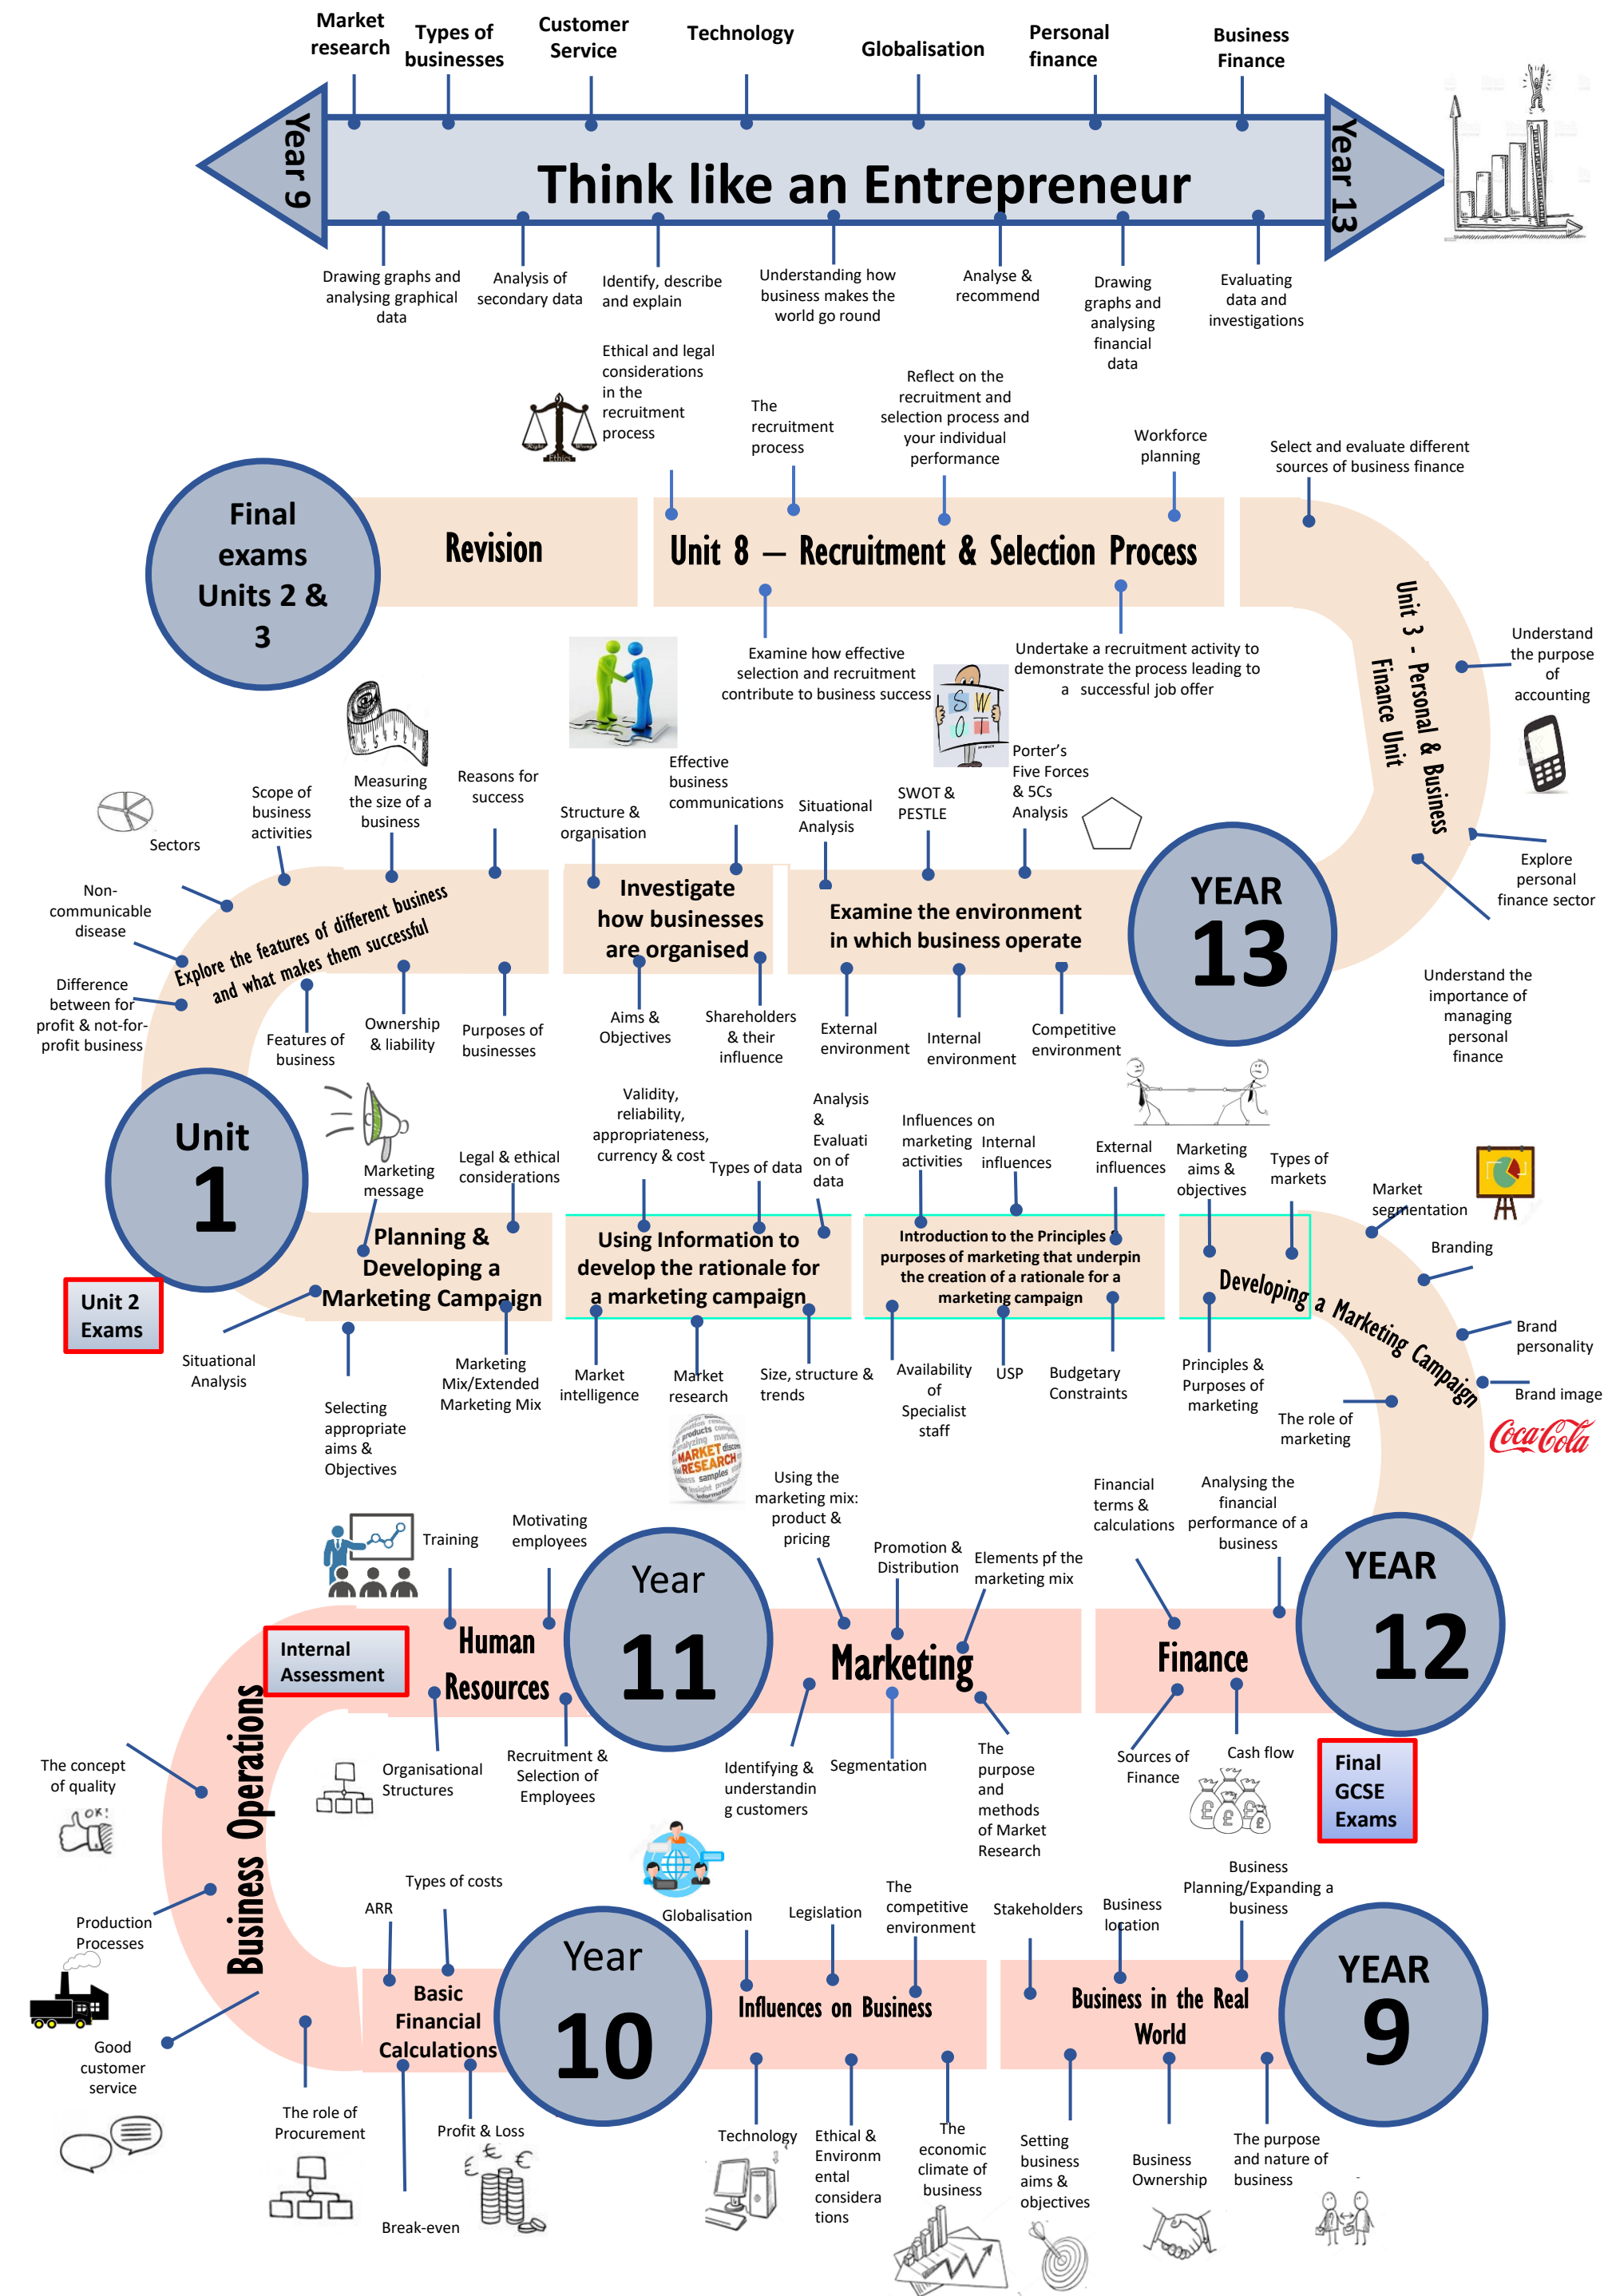 Market
research
Types of
businesses
Customer
Service
Technology
Globalisation
Personal
finance
Business
Finance
Year 9
Think like an Entrepreneur
Year 13
Drawing graphs and
analysing graphical
data
Analysis of
secondary data
Identify, describe
and explain
Understanding how
business makes the
world go round
Analyse &
recommend
Drawing
graphs and
analysing
financial
data
Evaluating
data and
investigations
Ethical and legal
considerations
in the
recruitment
process
Ethics
The
recruitment
process
Reflect on the
recruitment and
selection process and
your individual
performance
Workforce
planning
Select and evaluate different
sources of business finance
Final
exams
Units 2 &
3
Revision
Unit 8 – Recruitment & Selection Process
Unit 3 - Personal & Business
Finance Unit
Understand
the purpose
of
accounting
Examine how effective
selection and recruitment
contribute to business success
S W
O T
Undertake a recruitment activity to
demonstrate the process leading to
a successful job offer
Explore
personal
finance sector
Understand the
importance of
managing
personal
finance
Sectors
Scope of
business
activities
Measuring
the size of a
business
Reasons for
success
Structure &
organisation
Effective
business
communications
Situational
Analysis
SWOT &
PESTLE
Porter's
Five Forces
& 5Cs
Analysis
Non-
communicable
disease
Difference
between for
profit & not-for-
profit business
Explore the features of different business
and what makes them successful
Investigate
how businesses
are organised
Examine the environment
in which business operate
YEAR
13
Features of
business
Ownership
& liability
Purposes of
businesses
Aims &
Objectives
Shareholders
& their
influence
External
environment
Internal
environment
Competitive
environment
Unit
1
Marketing
message
Legal & ethical
considerations
Validity,
reliability,
appropriateness,
currency & cost
Types of data
Analysis
&
Evaluati
on of
data
Influences on
marketing
activities
Internal
influences
External
influences
Marketing
aims &
objectives
Types of
markets
Market
segmentation
Branding
Brand
personality
Brand image
Coca-Cola
Unit 2
Exams
Planning &
Developing a
Marketing Campaign
Using Information to
develop the rationale for
a marketing campaign
Introduction to the Principles &
purposes of marketing that underpin
the creation of a rationale for a
marketing campaign
Developing a Marketing Campaign
Situational
Analysis
Selecting
appropriate
aims &
Objectives
Marketing
Mix/Extended
Marketing Mix
Market
intelligence
Market
research
MARKET
RESEARCH
products
analyzing
samples
insight
Size, structure &
trends
Availability
of
Specialist
staff
USP
Budgetary
Constraints
Principles &
Purposes of
marketing
The role of
marketing
Training
Motivating
employees
Using the
marketing mix:
product &
pricing
Promotion &
Distribution
Elements pf the
marketing mix
Financial
terms &
calculations
Analysing the
financial
performance of a
business
Internal
Assessment
Human
Resources
Year
11
Marketing
Finance
YEAR
12
Final
GCSE
Exams
Organisational
Structures
Recruitment &
Selection of
Employees
Identifying &
understandin
g customers
Segmentation
The
purpose
and
methods
of Market
Research
Sources of
Finance
Cash flow
£ £ £
Business Operations
The concept
of quality
OK!
Production
Processes
Good
customer
service
The role of
Procurement
ARR
Types of costs
Basic
Financial
Calculations
Break-even
Profit & Loss
€ € €
Year
10
Globalisation
Legislation
The
competitive
environment
Stakeholders
Business
location
Business
Planning/Expanding a
business
Influences on Business
Business in the Real
World
YEAR
9
Technology
Ethical &
Environm
ental
considera
tions
The
economic
climate of
business
Setting
business
aims &
objectives
Business
Ownership
The purpose
and nature of
business